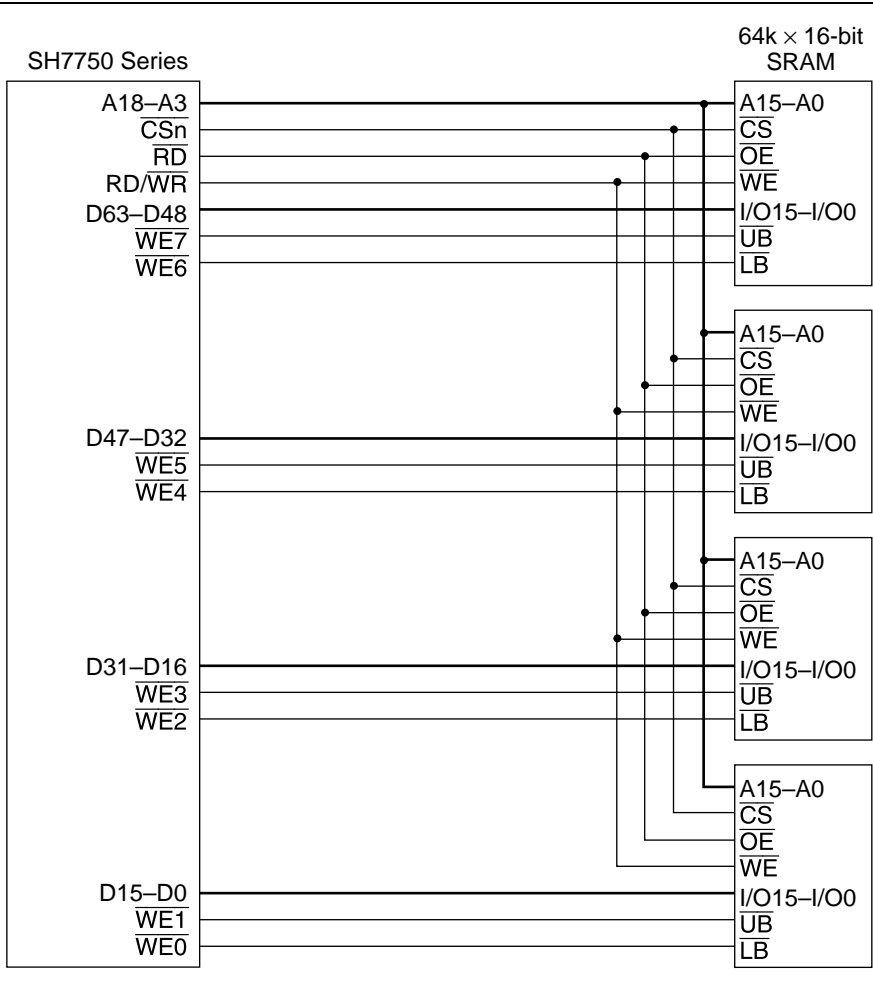 64k × 16-bit
SRAM
SH7750 Series
A18–A3
CSn
RD
RD/WR
D63–D48
WE7
WE6
D47–D32
WE5
WE4
D31–D16
WE3
WE2
D15–D0
WE1
WE0
A15–A0
CS
OE
WE
I/O15–I/O0
UB
LB
A15–A0
CS
OE
WE
I/O15–I/O0
UB
LB
A15–A0
CS
OE
WE
I/O15–I/O0
UB
LB
A15–A0
CS
OE
WE
I/O15–I/O0
UB
LB